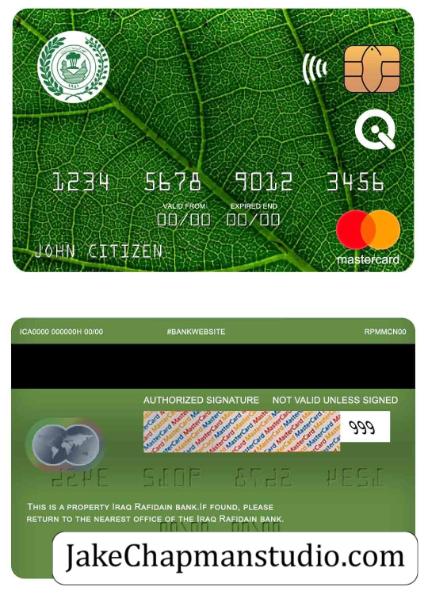 1234 5678 9012 3456
VALID FROM EXPIRED END
00/00 00/00
JOHN CITIZEN
mastercard
ICA0000 000000H 00/00 #BANKWEBSITE RPMMCN00
AUTHORIZED SIGNATURE NOT VALID UNLESS SIGNED
999
THIS IS A PROPERTY IRAQ RAFIDAIN BANK.IF FOUND, PLEASE
RETURN TO THE NEAREST OFFICE OF THE IRAQ RAFIDAIN BANK.
JakeChapmanstudio.com